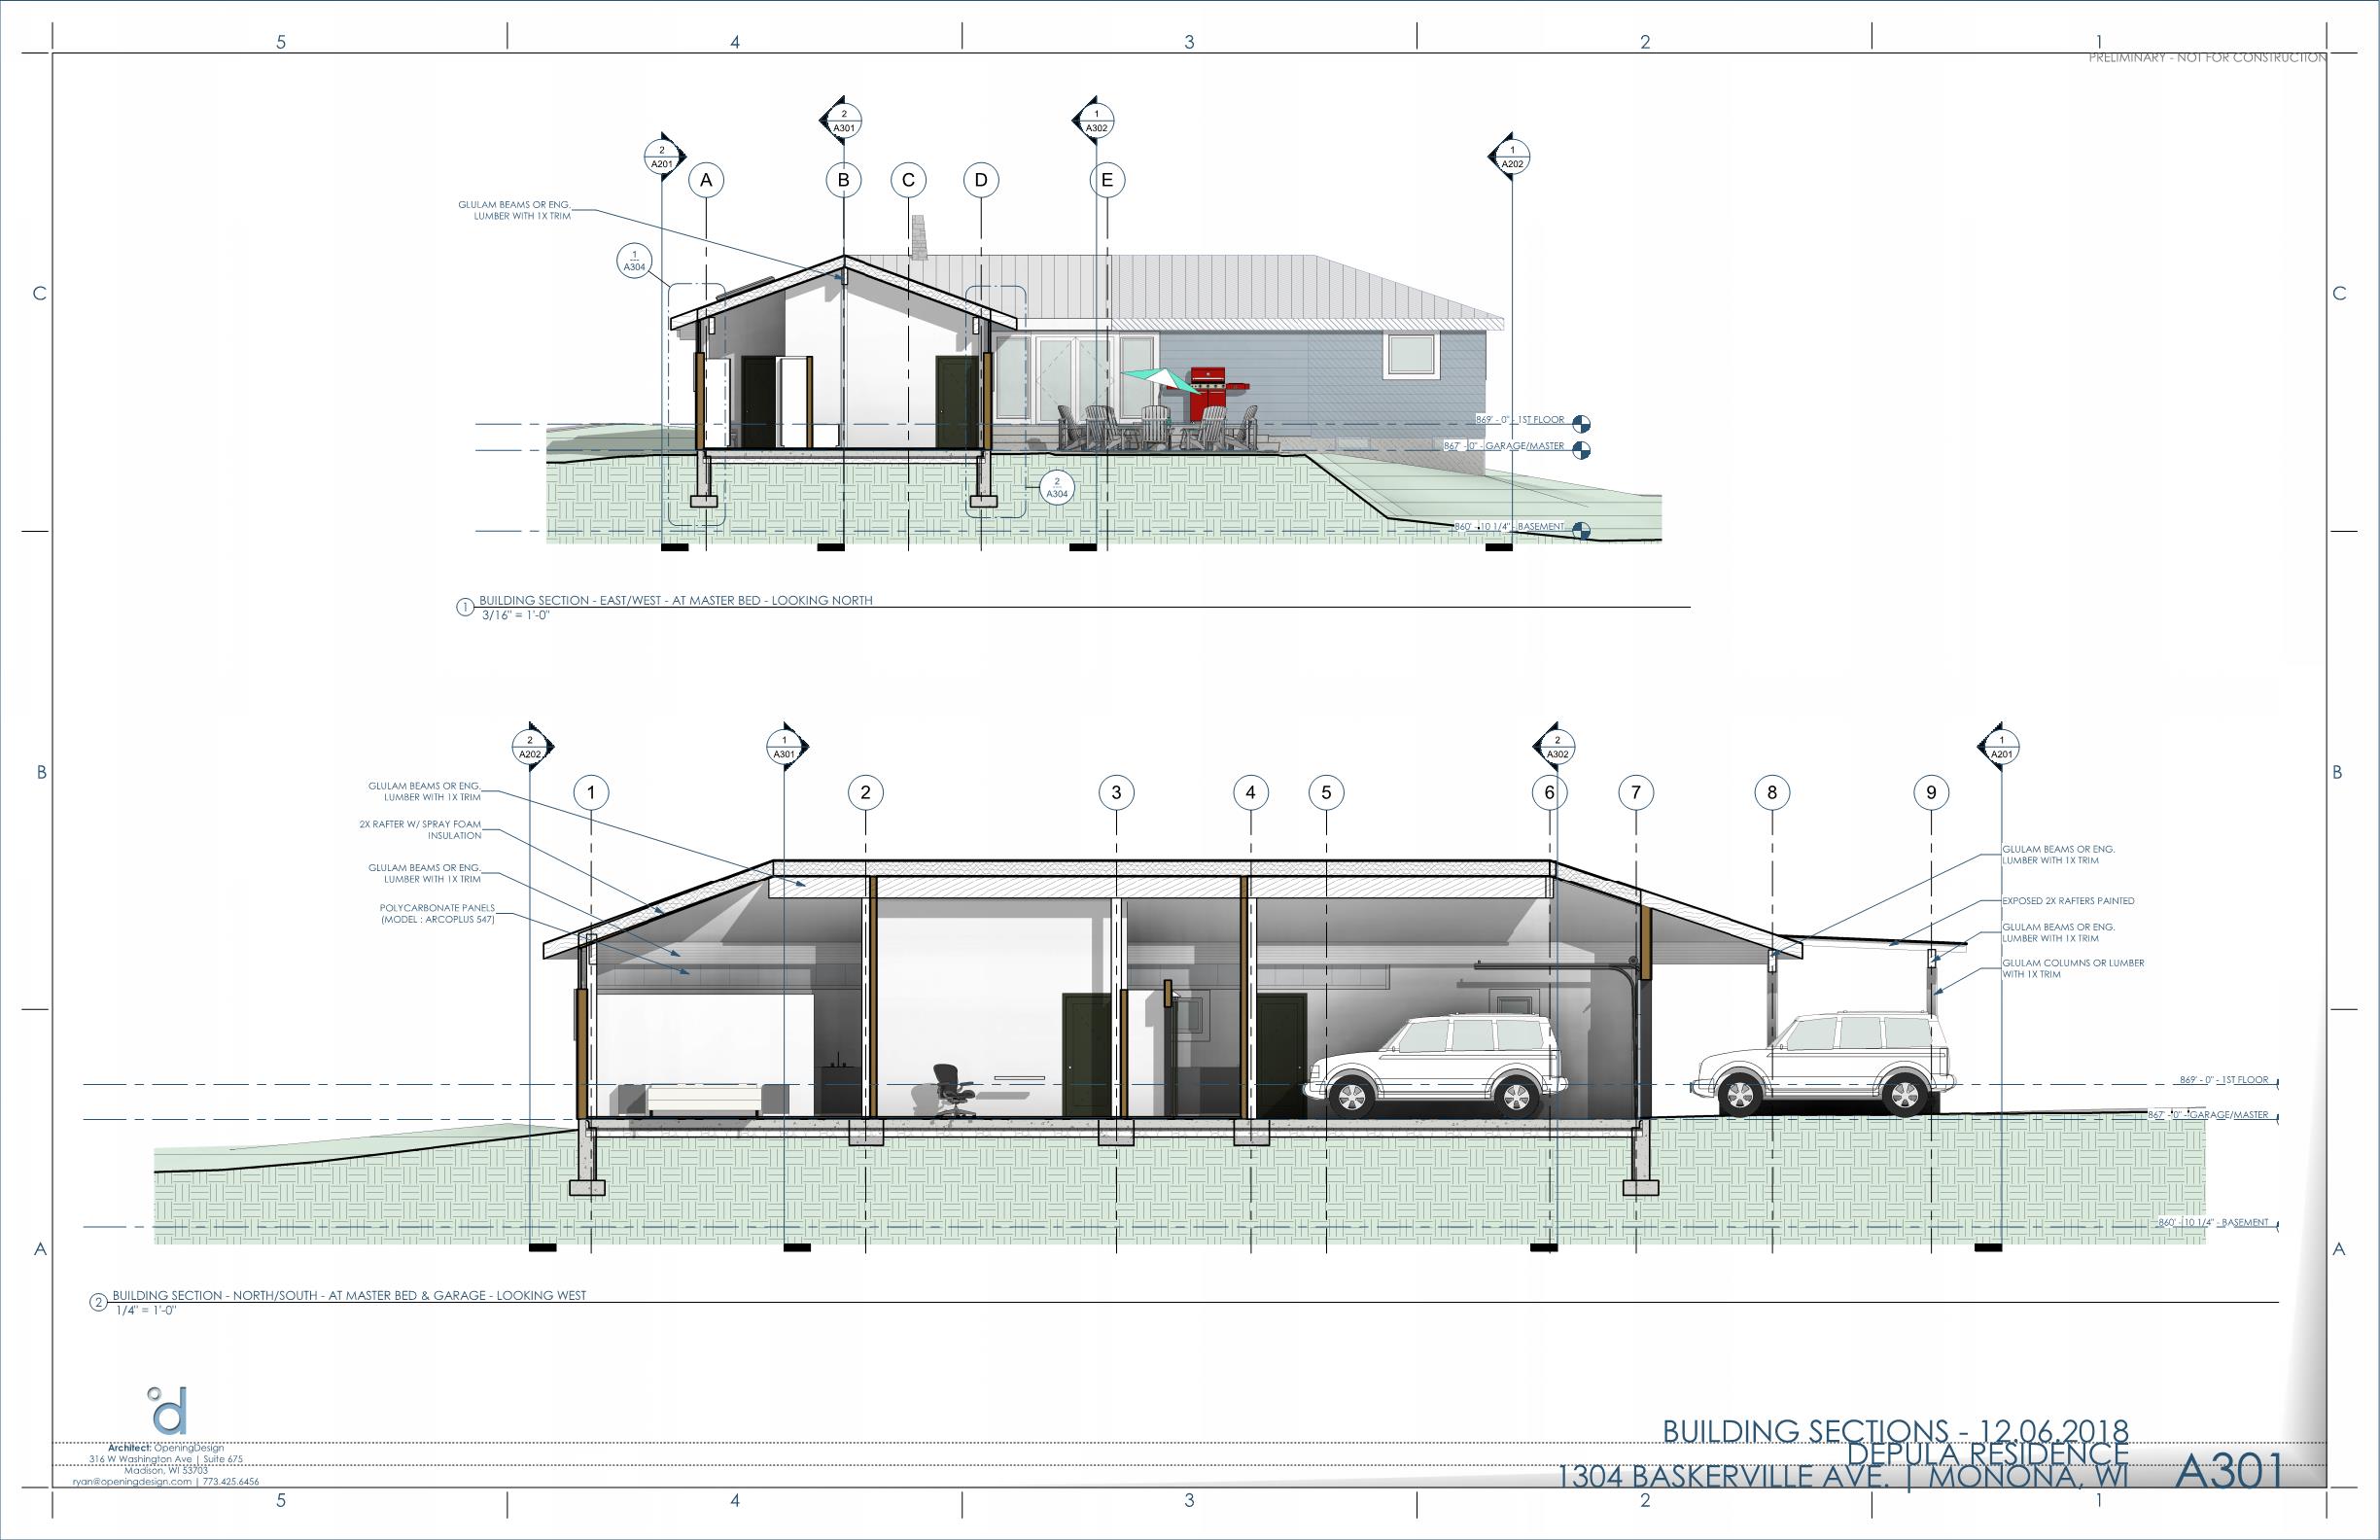 5 4 3 2 1
PRELIMINARY - NOT FOR CONSTRUCTION
2
A301
1
A302
2
A201
1
A202
A B C D E
GLULAM BEAMS OR ENG.
LUMBER WITH 1X TRIM
1
A304
C
C
869' - 0" - 1ST FLOOR
867' - 0" - GARAGE/MASTER
2
A304
860' - 10 1/4" - BASEMENT
1
BUILDING SECTION - EAST/WEST - AT MASTER BED - LOOKING NORTH
3/16" = 1'-0"
2
A202
1
A301
2
A302
1
A201
B
B
1 2 3 4 5 6 7 8 9
GLULAM BEAMS OR ENG.
LUMBER WITH 1X TRIM
2X RAFTER W/ SPRAY FOAM
INSULATION
GLULAM BEAMS OR ENG.
LUMBER WITH 1X TRIM
POLYCARBONATE PANELS
(MODEL : ARCOPLUS 547)
GLULAM BEAMS OR ENG.
LUMBER WITH 1X TRIM
EXPOSED 2X RAFTERS PAINTED
GLULAM BEAMS OR ENG.
LUMBER WITH 1X TRIM
GLULAM COLUMNS OR LUMBER
WITH 1X TRIM
869' - 0" - 1ST FLOOR
867' - 0" - GARAGE/MASTER
860' - 10 1/4" - BASEMENT
A
A
2
BUILDING SECTION - NORTH/SOUTH - AT MASTER BED & GARAGE - LOOKING WEST
1/4" = 1'-0"
d
Architect: OpeningDesign
316 W Washington Ave | Suite 675
Madison, WI 53703
ryan@openingdesign.com | 773.425.6456
BUILDING SECTIONS - 12.06.2018
DEPULA RESIDENCE
1304 BASKERVILLE AVE. | MONONA, WI
A301
5 4 3 2 1